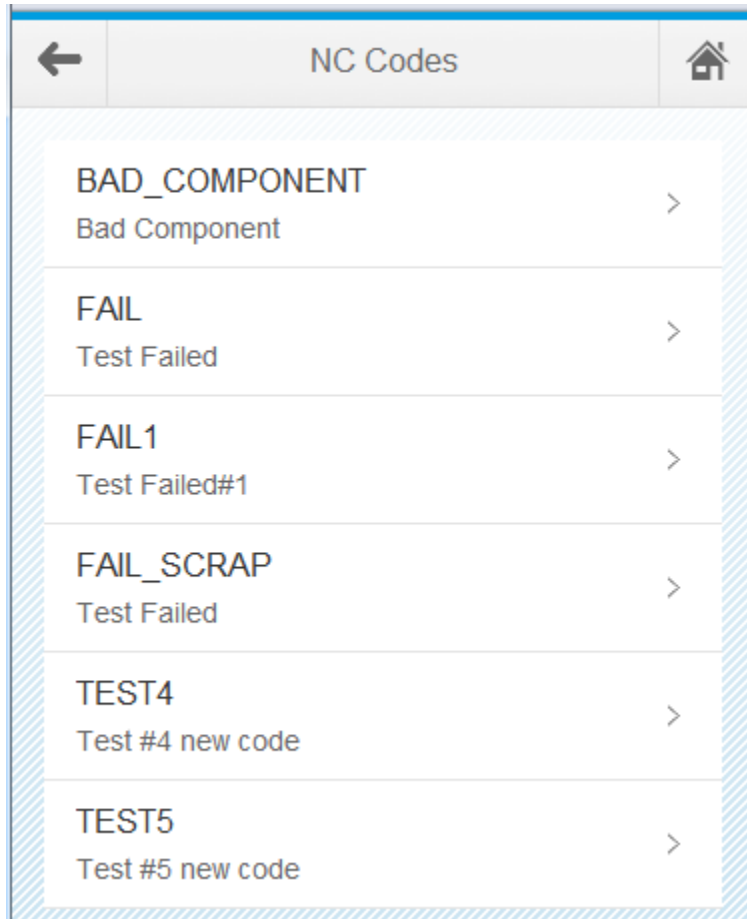 NC Codes
BAD_COMPONENT
Bad Component
FAIL
Test Failed
FAIL1
Test Failed#1
FAIL_SCRAP
Test Failed
TEST4
Test #4 new code
TEST5
Test #5 new code